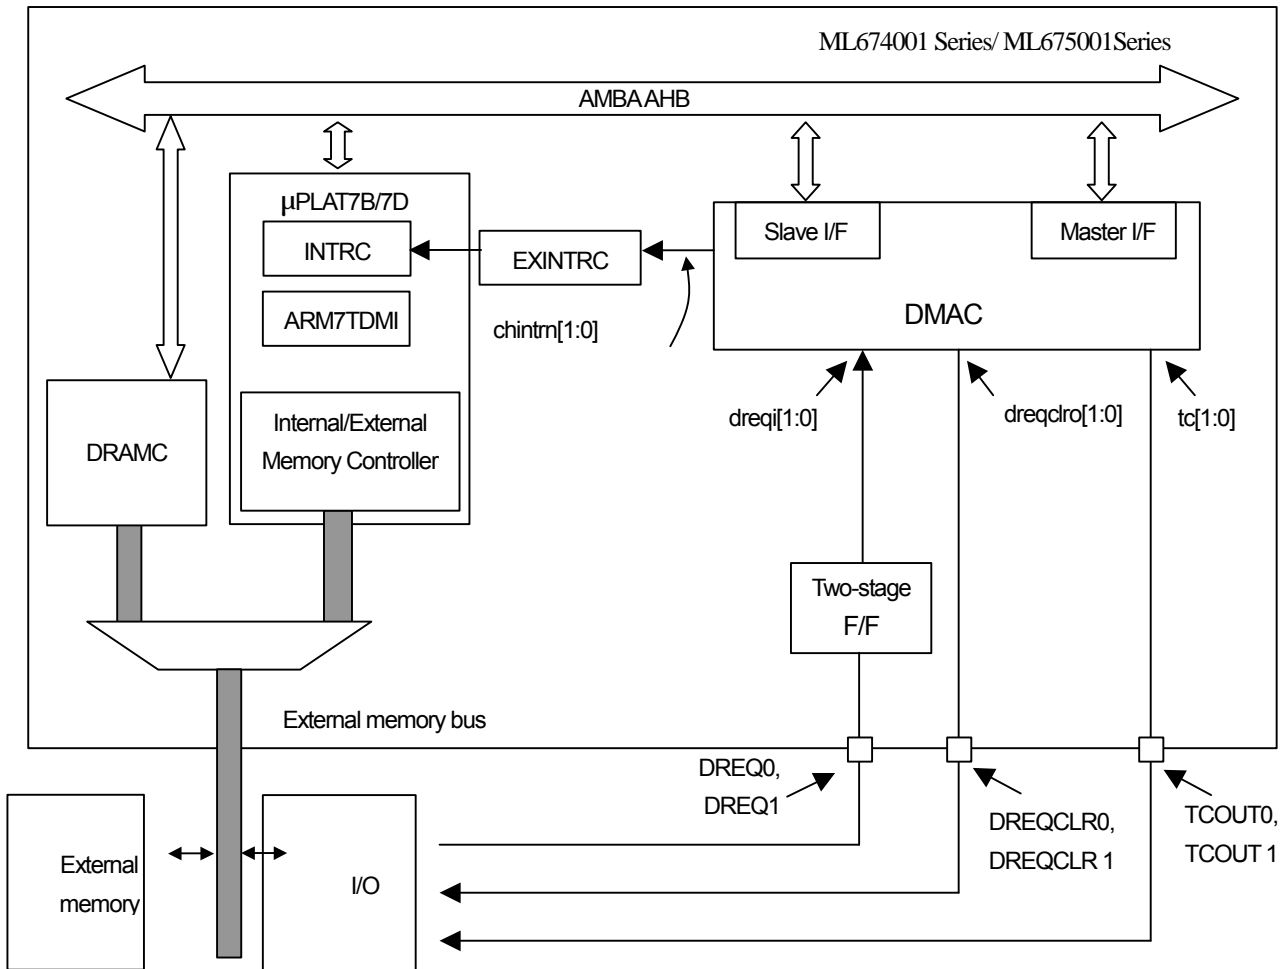 ML674001 Series/ ML675001Series
AMBA AHB
μPLAT7B/7D
INTRC
EXINTRC
ARM7TDMI
chintrn[1:0]
Slave I/F
Master I/F
DMAC
dreqi[1:0]
dreqclro[1:0]
tc[1:0]
DRAMC
Internal/External
Memory Controller
Two-stage
F/F
External memory bus
DREQ0,
DREQ1
DREQCLR0,
DREQCLR 1
TCOUT0,
TCOUT 1
External
memory
I/O